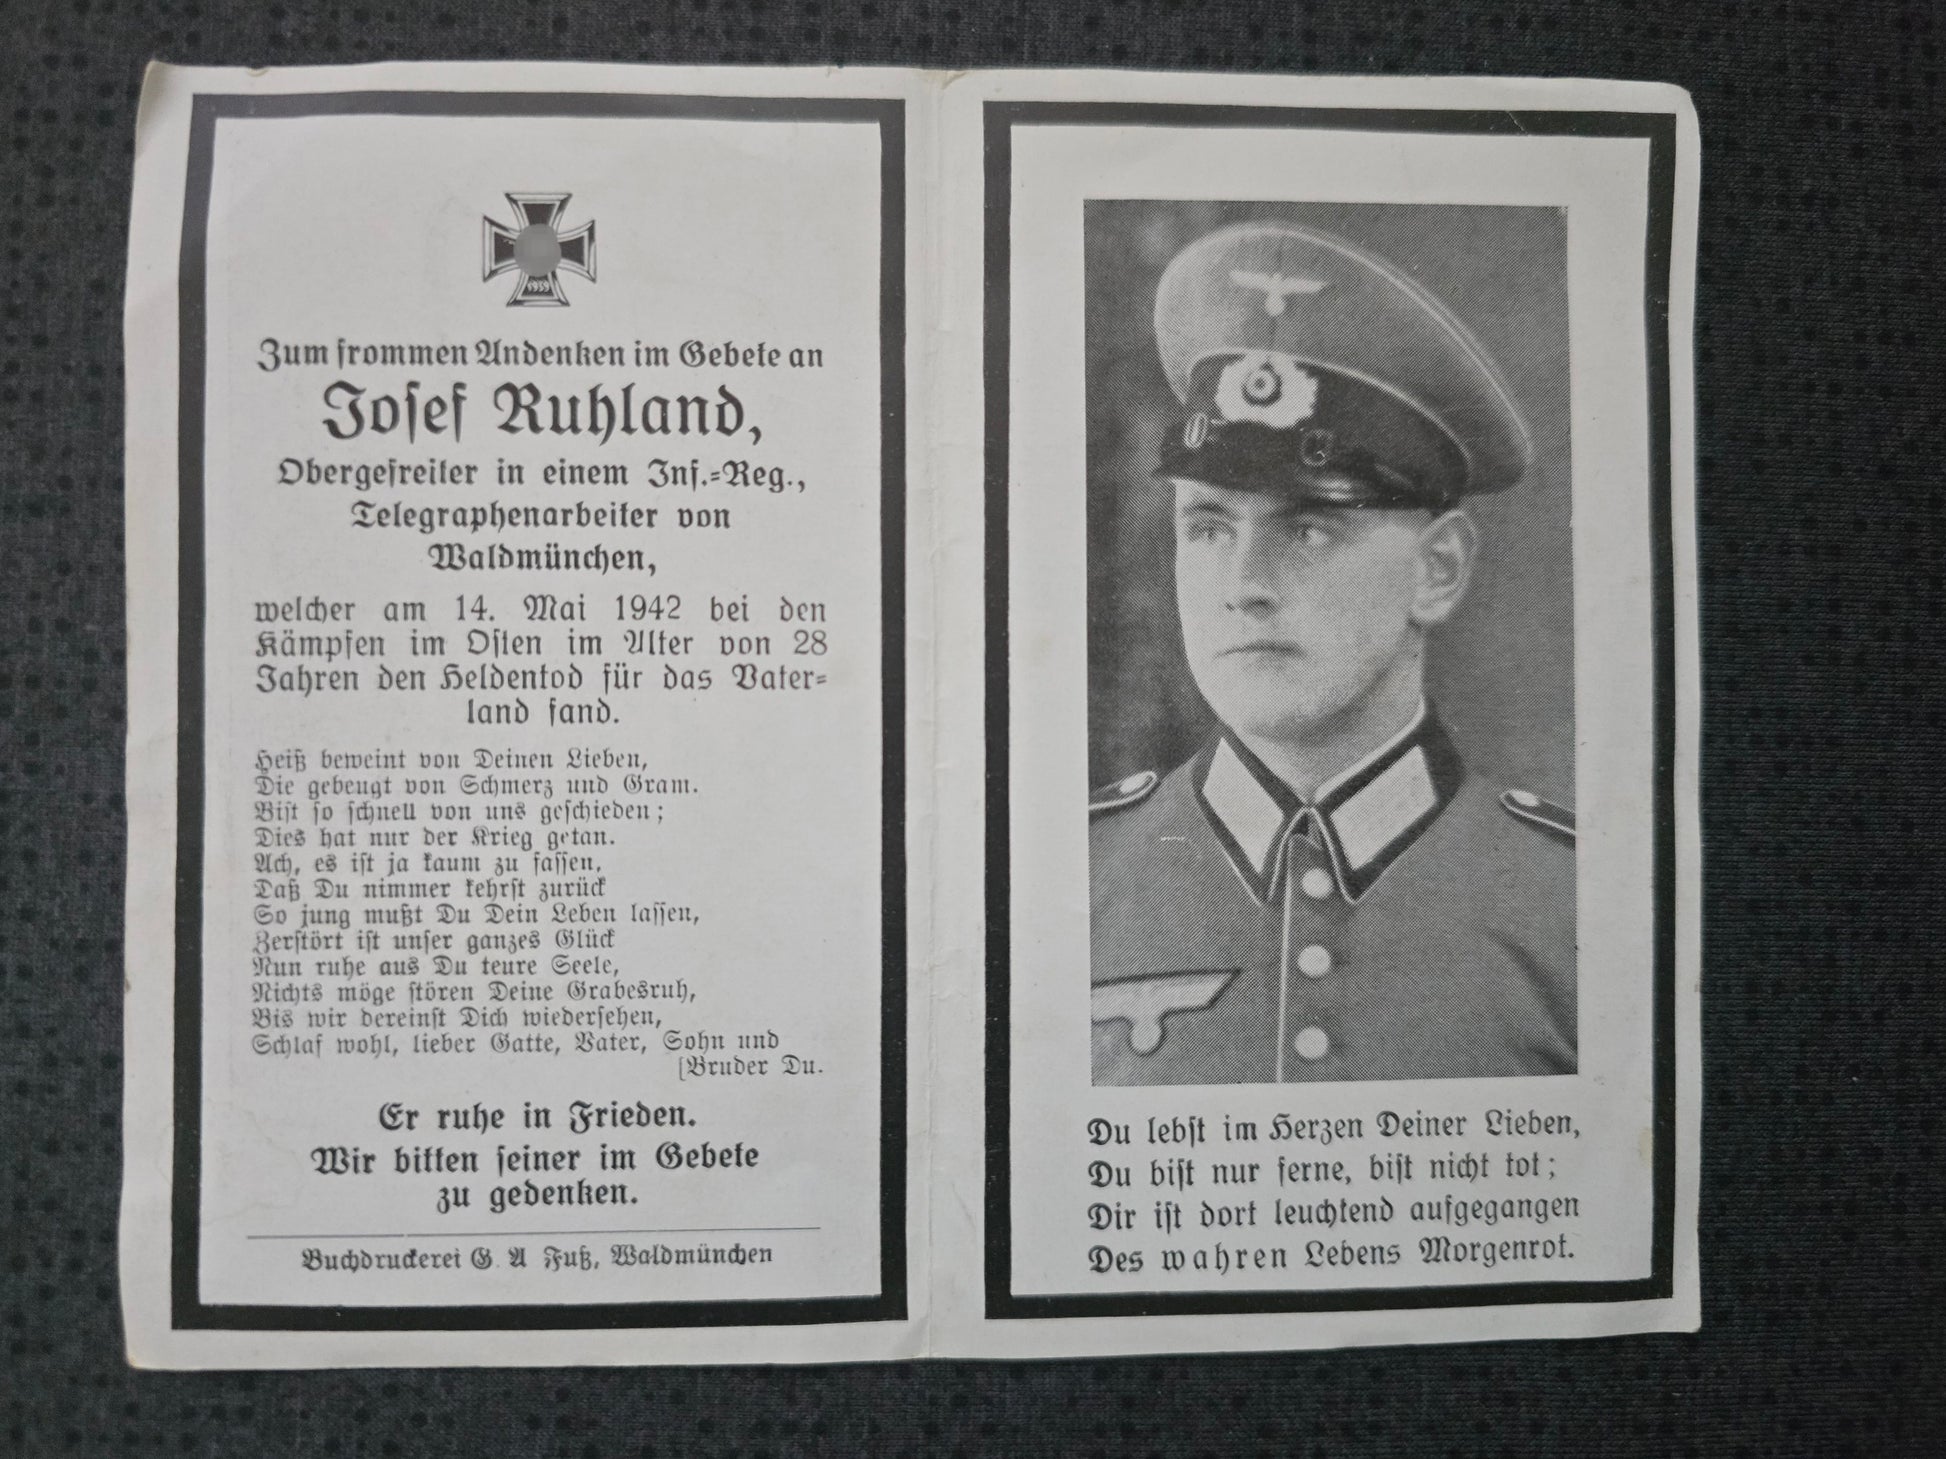 1939
Zum frommen Andenken im Gebete an
Josef Ruhland,
Obergefreiter in einem Inf.=Reg.,
Telegraphenarbeiter von
Waldmünchen,
welcher am 14. Mai 1942 bei den
Kämpfen im Osten im Alter von 28
Jahren den Heldentod für das Vater=
land fand.
Heiß beweint von Deinen Lieben,
Die gebeugt von Schmerz und Gram.
Bist so schnell von uns geschieden;
Dies hat nur der Krieg getan.
Ach, es ist ja kaum zu fassen,
Daß Du nimmer kehrst zurück
So jung mußt Du Dein Leben lassen,
Zerstört ist unser ganzes Glück
Nun ruhe aus Du teure Seele,
Nichts möge stören Deine Grabesruh,
Bis wir dereinst Dich wiedersehen,
Schlaf wohl, lieber Gatte, Vater, Sohn und
[Bruder Du.
Er ruhe in Frieden.
Wir bitten seiner im Gebete
zu gedenken.
Buchdruckerei G. A Fuß, Waldmünchen
Du lebst im Herzen Deiner Lieben,
Du bist nur ferne, bist nicht tot;
Dir ist dort leuchtend aufgegangen
Des wahren Lebens Morgenrot.